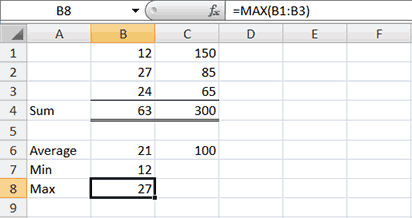 B8 fx =MAX(B1:B3)
A B C D E F
1 12 150
2 27 85
3 24 65
4 Sum 63 300
5
6 Average 21 100
7 Min 12
8 Max 27
9